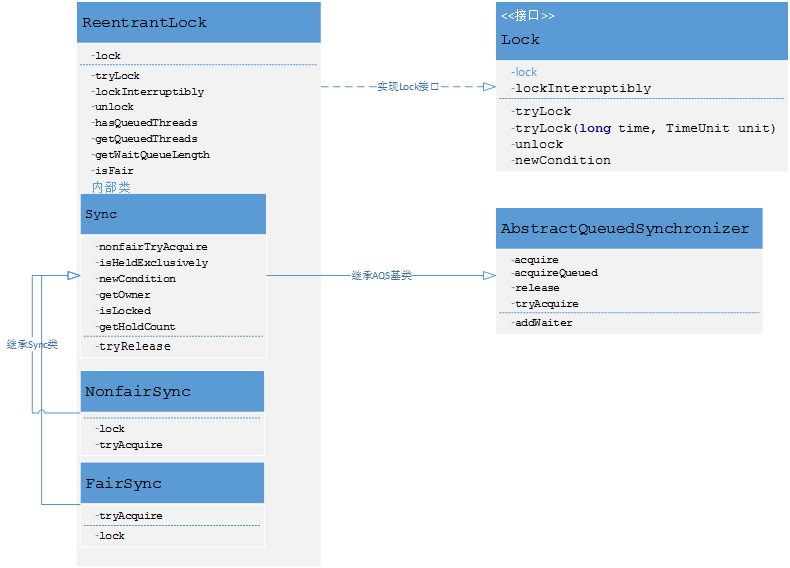 ReentrantLock
-lock
-tryLock
-lockInterruptibly
-unlock
-hasQueuedThreads
-getQueuedThreads
-getWaitQueueLength
-isFair
内部类
Sync
-nonfairTryAcquire
-isHeldExclusively
-newCondition
-getOwner
-isLocked
-getHoldCount
-tryRelease
继承Sync类
NonfairSync
-lock
-tryAcquire
FairSync
-tryAcquire
-lock
实现Lock接口
<<接口>>
Lock
-lock
-lockInterruptibly
-tryLock
-tryLock(long time, TimeUnit unit)
-unlock
-newCondition
继承AQS基类
AbstractQueuedSynchronizer
-acquire
-acquireQueued
-release
-tryAcquire
-addWaiter